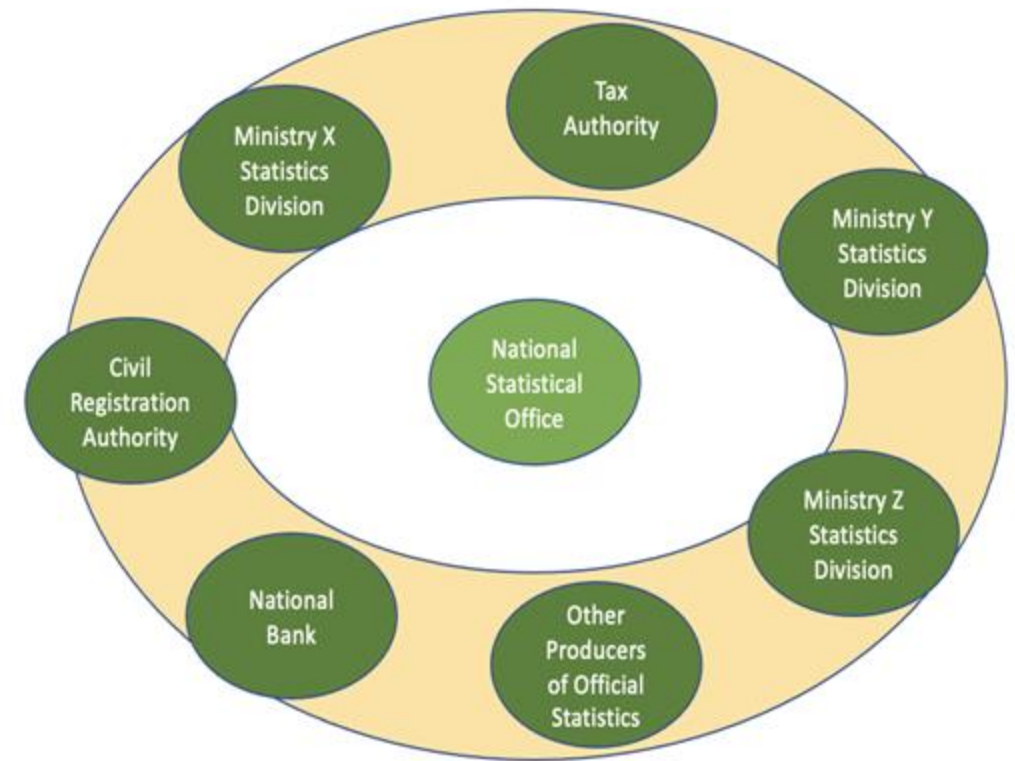 Tax
Authority
Ministry X
Statistics
Division
Ministry Y
Statistics
Division
National
Statistical
Office
Civil
Registration
Authority
Ministry Z
Statistics
Division
National
Bank
Other
Producers
of Official
Statistics